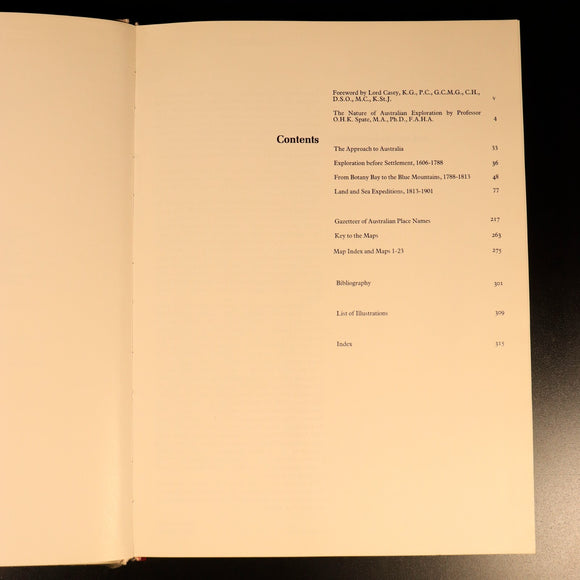 Contents
Foreword by Lord Casey, K.G., P.C., G.C.M.G., C.H.,
D.S.O., M.C., K.St.J. v
The Nature of Australian Exploration by Professor
O.H.K. Spate, M.A., Ph.D., F.A.H.A. 4
The Approach to Australia 33
Exploration before Settlement, 1606-1788 36
From Botany Bay to the Blue Mountains, 1788-1813 48
Land and Sea Expeditions, 1813-1901 77
Gazetteer of Australian Place Names 217
Key to the Maps 263
Map Index and Maps 1-23 275
Bibliography 301
List of Illustrations 309
Index 315